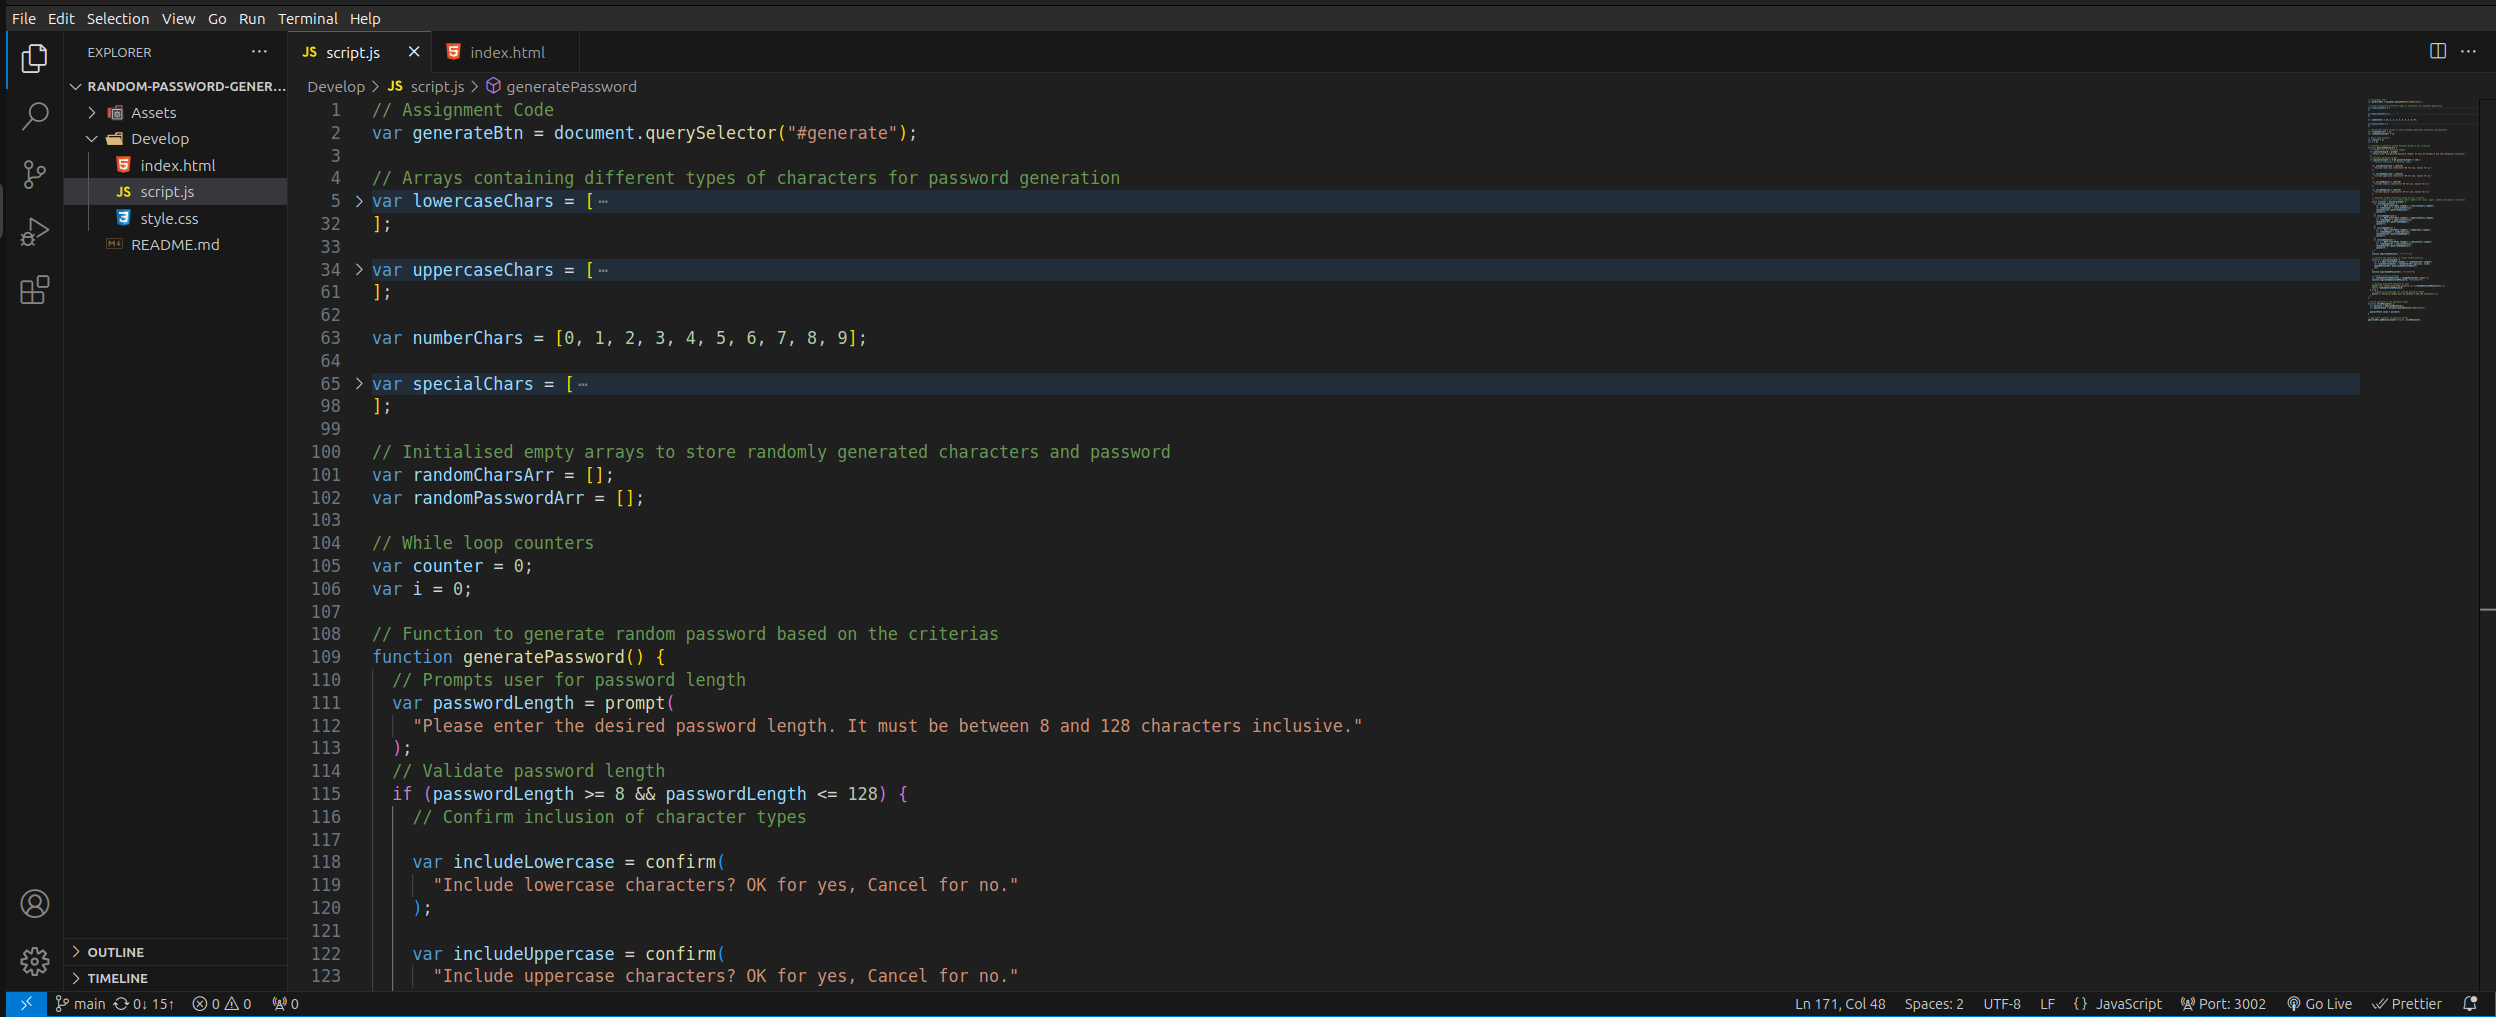 File Edit Selection View Go Run Terminal Help
EXPLORER ···
RANDOM-PASSWORD-GENER...
Assets
Develop
index.html
JS script.js
style.css
README.md
OUTLINE
TIMELINE
JS script.js × index.html
Develop > JS script.js > generatePassword
1 // Assignment Code
2 var generateBtn = document.querySelector("#generate");
3
4 // Arrays containing different types of characters for password generation
5 var lowercaseChars = [ ···
32 ];
33
34 var uppercaseChars = [ ···
61 ];
62
63 var numberChars = [0, 1, 2, 3, 4, 5, 6, 7, 8, 9];
64
65 var specialChars = [ ···
98 ];
99
100 // Initialised empty arrays to store randomly generated characters and password
101 var randomCharsArr = [];
102 var randomPasswordArr = [];
103
104 // While loop counters
105 var counter = 0;
106 var i = 0;
107
108 // Function to generate random password based on the criterias
109 function generatePassword() {
110 // Prompts user for password length
111 var passwordLength = prompt(
112 "Please enter the desired password length. It must be between 8 and 128 characters inclusive."
113 );
114 // Validate password length
115 if (passwordLength >= 8 && passwordLength <= 128) {
116 // Confirm inclusion of character types
117
118 var includeLowercase = confirm(
119 "Include lowercase characters? OK for yes, Cancel for no."
120 );
121
122 var includeUppercase = confirm(
123 "Include uppercase characters? OK for yes, Cancel for no."
main 0↓ 15↑ 0 0 0 Ln 171, Col 48 Spaces: 2 UTF-8 LF {} JavaScript Port: 3002 Go Live Prettier